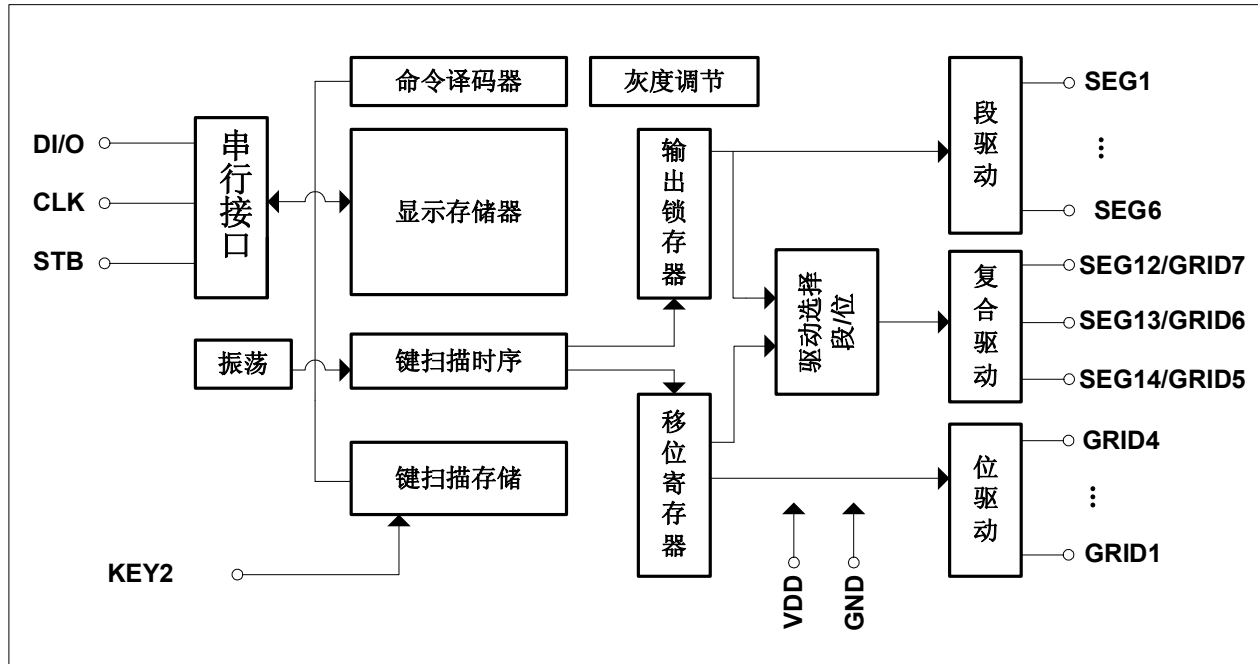 命令译码器
灰度调节
DI/O
CLK
STB
串行接口
显示存储器
输出锁存器
段驱动
SEG1
⋮
SEG6
振荡
键扫描时序
驱动选择
段/位
复合驱动
SEG12/GRID7
SEG13/GRID6
SEG14/GRID5
键扫描存储
移位寄存器
位驱动
GRID4
⋮
GRID1
KEY2
VDD
GND